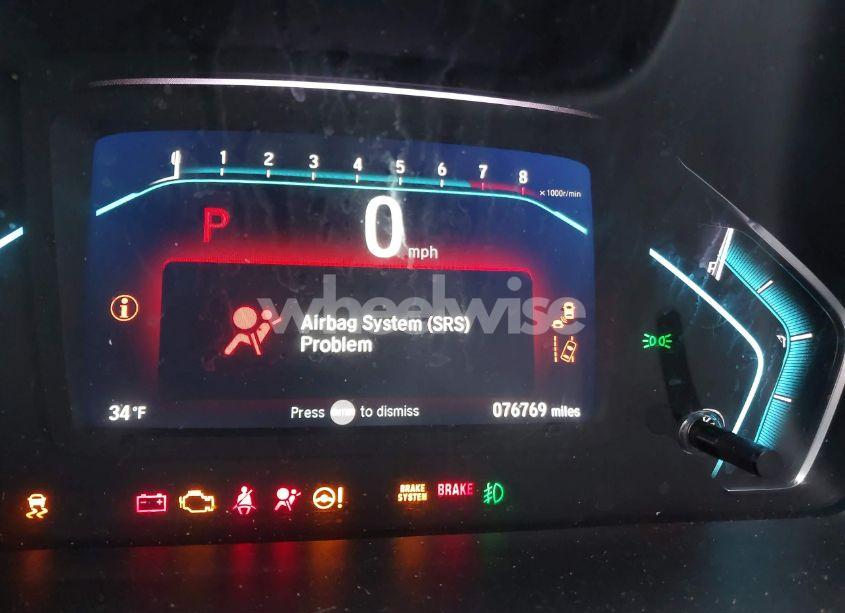 0 1 2 3 4 5 6 7 8
× 1000r/min
P 0 mph
wheelwise
Airbag System (SRS)
Problem
34°F Press to dismiss 076769 miles
F
BRAKE
SYSTEM
BRAKE